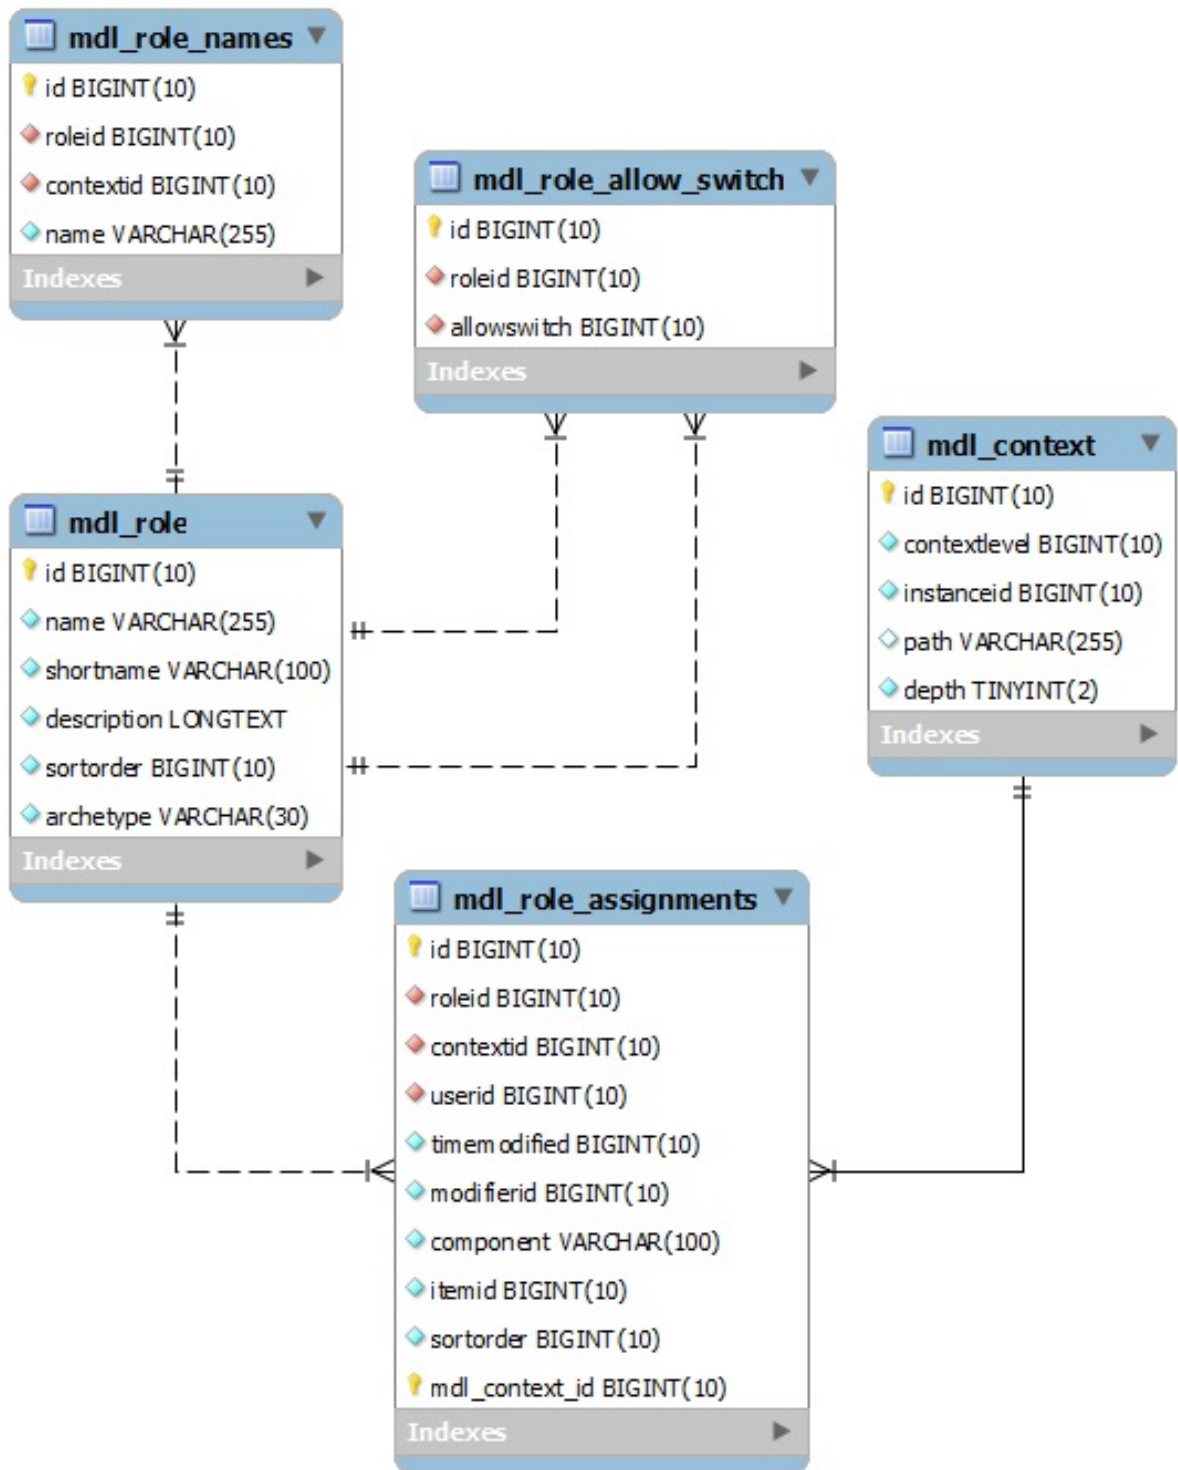 mdl_role_names
id BIGINT(10)
roleid BIGINT(10)
contextid BIGINT(10)
name VARCHAR(255)
Indexes
mdl_role_allow_switch
id BIGINT(10)
roleid BIGINT(10)
allowswitch BIGINT(10)
Indexes
mdl_context
id BIGINT(10)
contextlevel BIGINT(10)
instanceid BIGINT(10)
path VARCHAR(255)
depth TINYINT(2)
Indexes
mdl_role
id BIGINT(10)
name VARCHAR(255)
shortname VARCHAR(100)
description LONGTEXT
sortorder BIGINT(10)
archetype VARCHAR(30)
Indexes
mdl_role_assignments
id BIGINT(10)
roleid BIGINT(10)
contextid BIGINT(10)
userid BIGINT(10)
timemodified BIGINT(10)
modifierid BIGINT(10)
component VARCHAR(100)
itemid BIGINT(10)
sortorder BIGINT(10)
mdl_context_id BIGINT(10)
Indexes